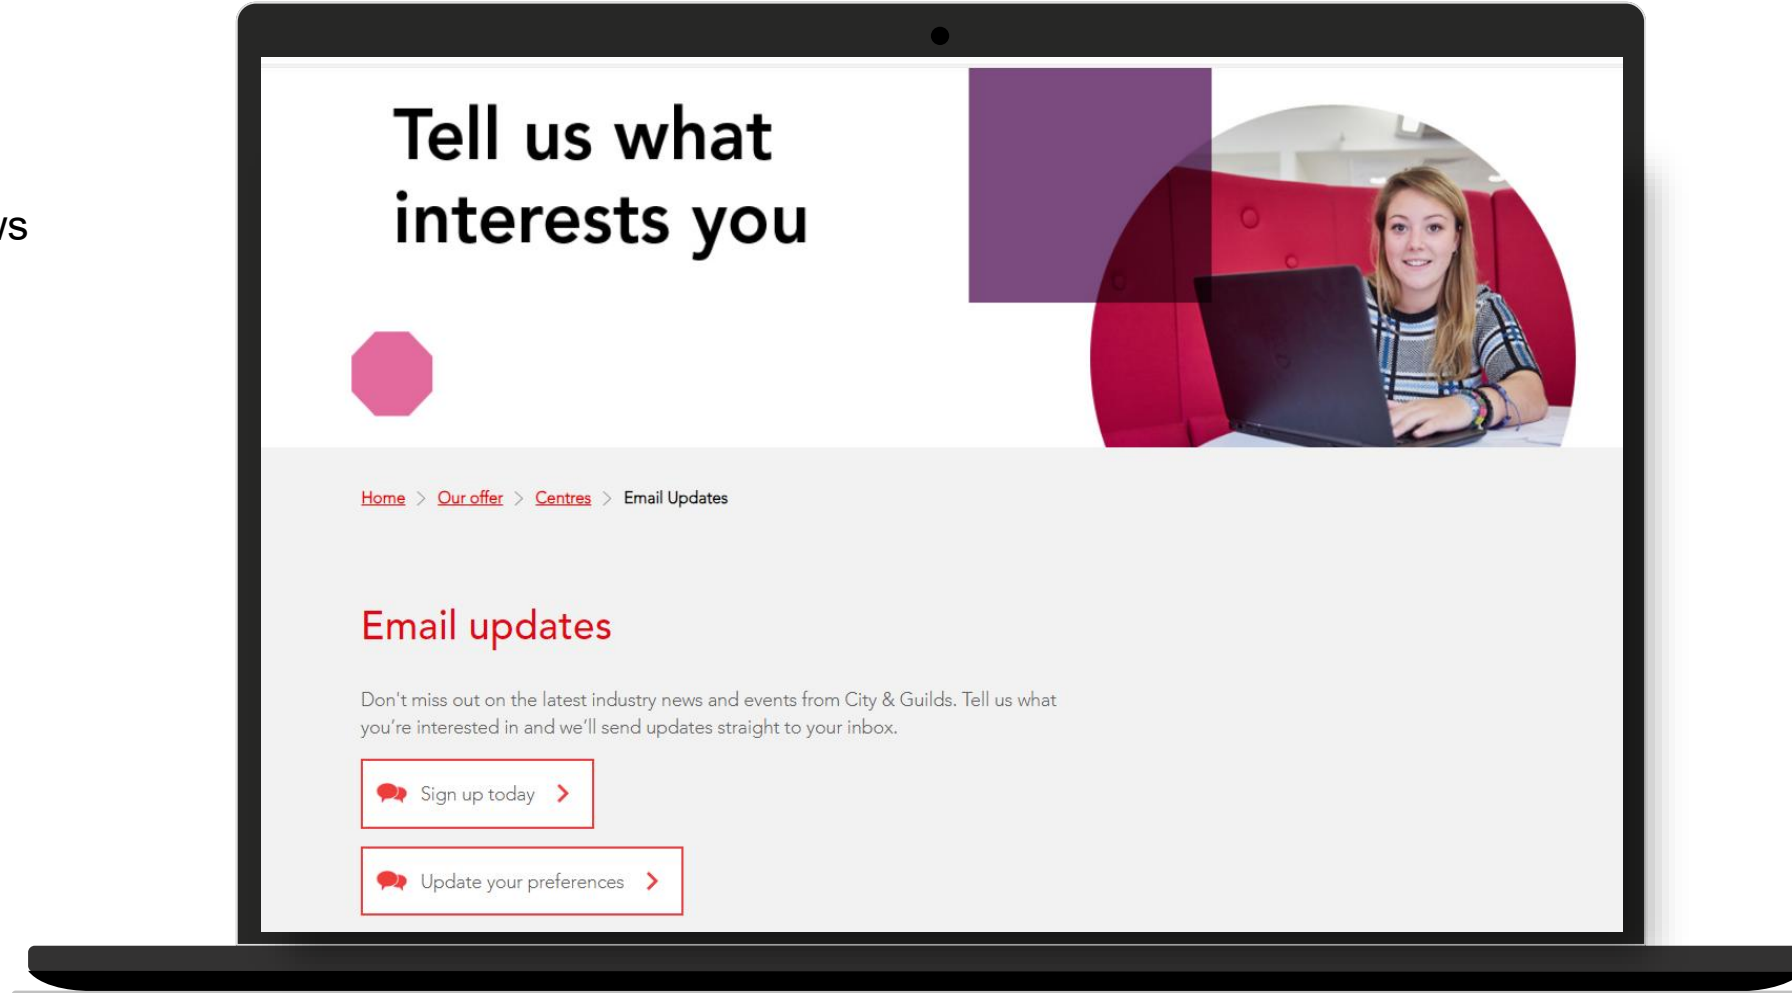 Tell us what
interests you
Home > Our offer > Centres > Email Updates
Email updates
Don't miss out on the latest industry news and events from City & Guilds. Tell us what
you're interested in and we'll send updates straight to your inbox.
Sign up today
Update your preferences